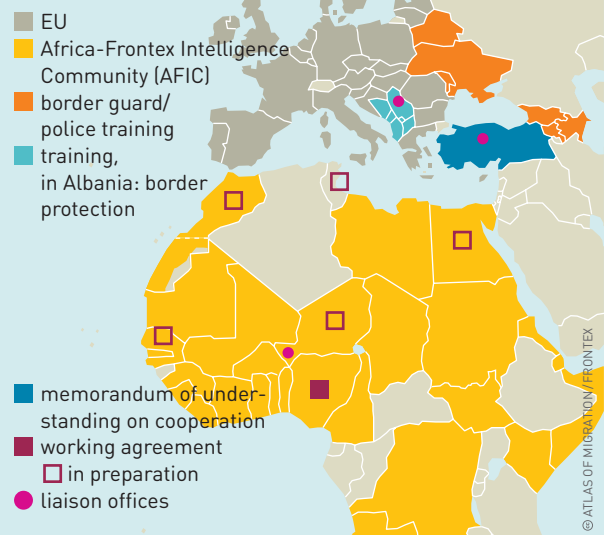 EU
Africa-Frontex Intelligence
Community (AFIC)
border guard/
police training
training,
in Albania: border
protection
memorandum of under-
standing on cooperation
working agreement
in preparation
liaison offices
© ATLAS OF MIGRATION/FRONTEX